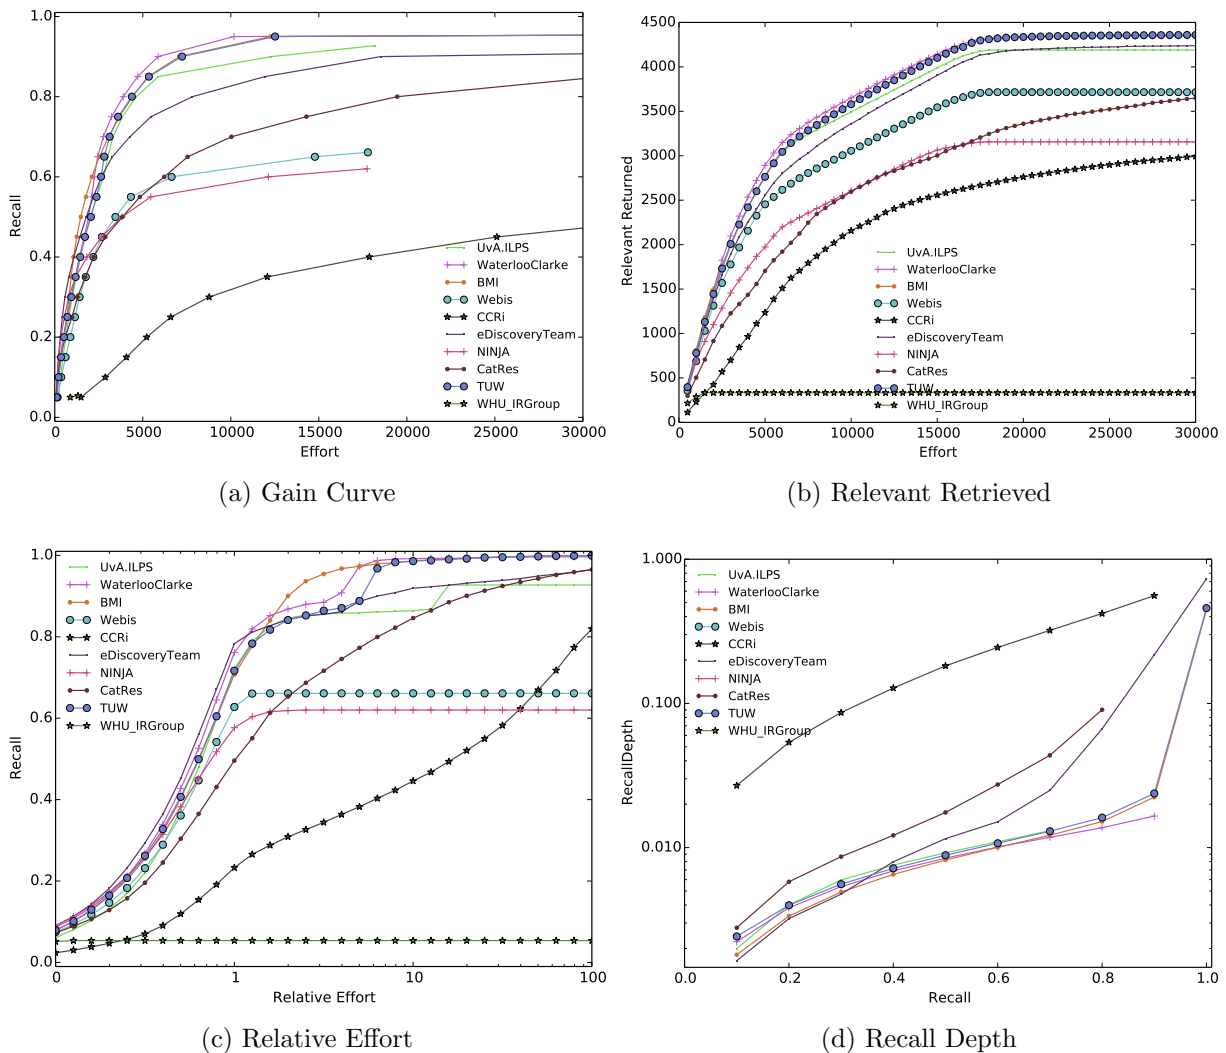 1.0
0.8
0.6
0.4
0.2
0.0
Recall
0
5000
10000
15000
20000
25000
30000
Effort
UvA.ILPS
WaterlooClarke
BMI
Webis
CCRi
eDiscoveryTeam
NINJA
CatRes
TUW
WHU_IRGroup
(a) Gain Curve
4500
4000
3500
3000
2500
2000
1500
1000
500
0
Relevant Returned
0
5000
10000
15000
20000
25000
30000
Effort
UvA.ILPS
WaterlooClarke
BMI
Webis
CCRi
eDiscoveryTeam
NINJA
CatRes
TUW
WHU_IRGroup
(b) Relevant Retrieved
1.0
0.8
0.6
0.4
0.2
0.0
Recall
0
1
10
100
Relative Effort
UvA.ILPS
WaterlooClarke
BMI
Webis
CCRi
eDiscoveryTeam
NINJA
CatRes
TUW
WHU_IRGroup
(c) Relative Effort
1.000
0.100
0.010
RecallDepth
0.0
0.2
0.4
0.6
0.8
1.0
Recall
UvA.ILPS
WaterlooClarke
BMI
Webis
CCRi
eDiscoveryTeam
NINJA
CatRes
TUW
WHU_IRGroup
(d) Recall Depth